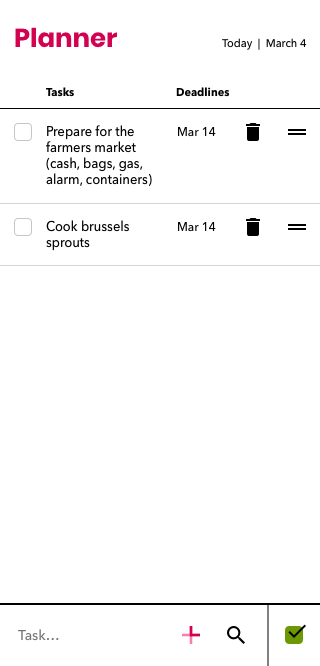 Planner
Today | March 4
Tasks Deadlines
Prepare for the Mar 14
farmers market
(cash, bags, gas,
alarm, containers)
Cook brussels Mar 14
sprouts
Task...